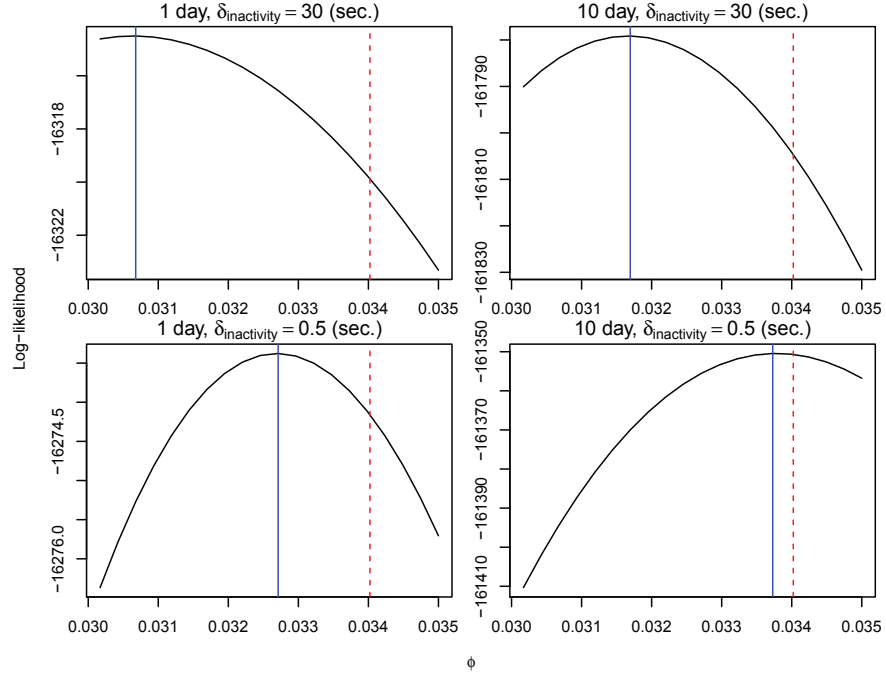 1 day, δinactivity = 30 (sec.)
10 day, δinactivity = 30 (sec.)
−16318
−16322
0.030 0.031 0.032 0.033 0.034 0.035
−161790
−161810
−161830
0.030 0.031 0.032 0.033 0.034 0.035
Log−likelihood
1 day, δinactivity = 0.5 (sec.)
10 day, δinactivity = 0.5 (sec.)
−16274.5
−16276.0
0.030 0.031 0.032 0.033 0.034 0.035
−161350
−161370
−161390
−161410
0.030 0.031 0.032 0.033 0.034 0.035
ϕ